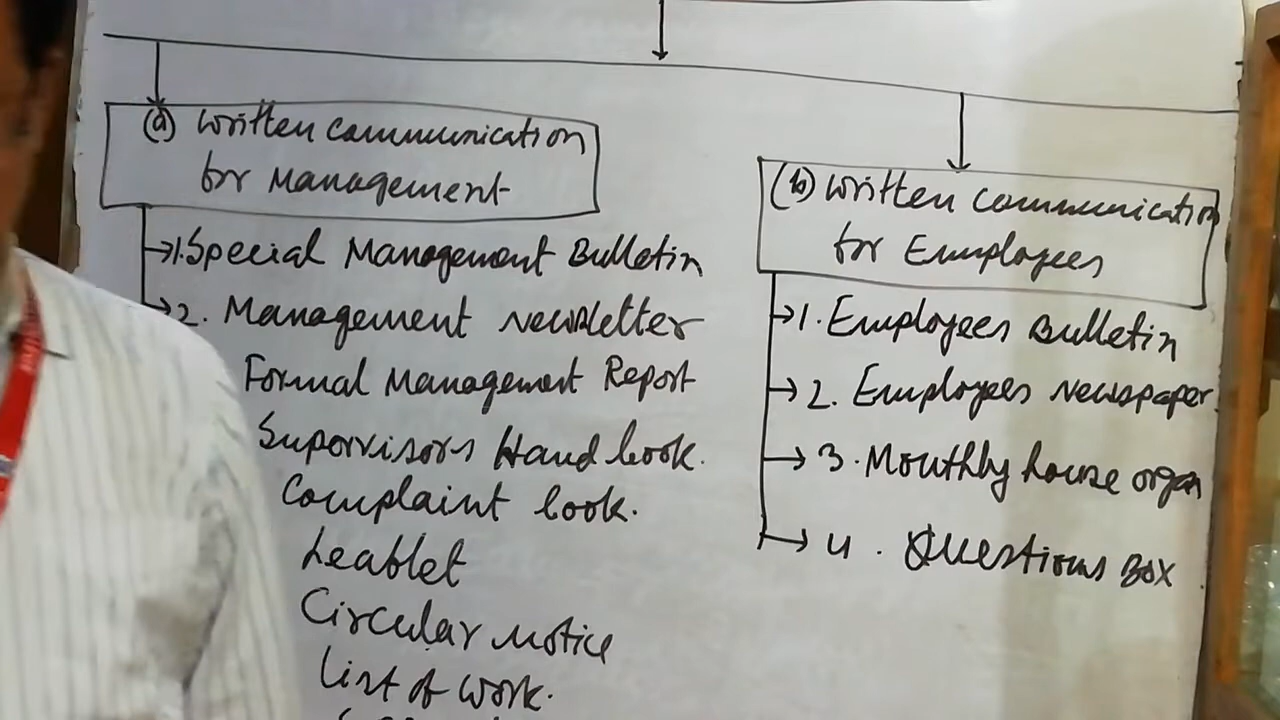 (a) Written communication
for Management
1. Special Management Bulletin
2. Management Newsletter
Formal Management Report
Supervisors Hand book.
Complaint book.
Leaflet
Circular notice
List of work.
(b) Written communication
for Employees
1. Employees Bulletin
2. Employees Newspaper
3. Monthly house organ
4. Questions Box